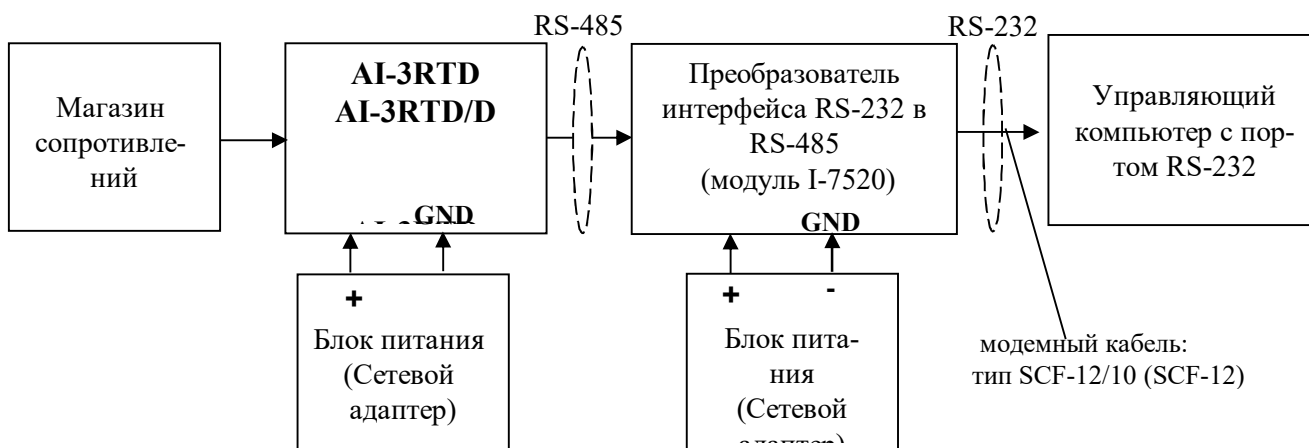 RS-485
RS-232
Магазин
сопротивле-
ний
AI-3RTD
AI-3RTD/D
GND
Преобразователь
интерфейса RS-232 в
RS-485
(модуль I-7520)
GND
Управляющий
компьютер с пор-
том RS-232
+
Блок питания
(Сетевой
адаптер)
+ -
Блок пита-
ния
(Сетевой
адаптер)
модемный кабель:
тип SCF-12/10 (SCF-12)